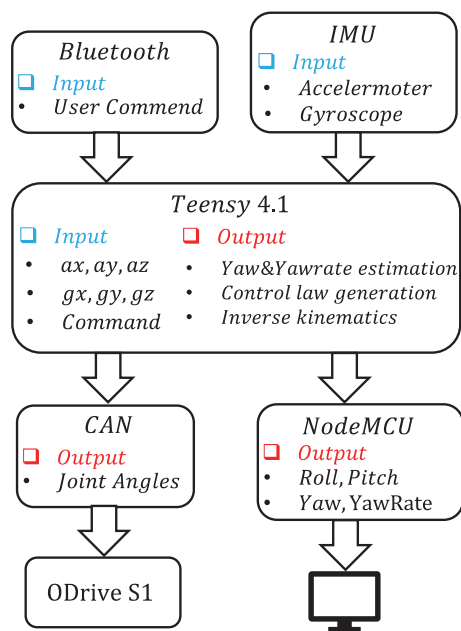 Bluetooth
Input
• User Commend
IMU
Input
• Accelermoter
• Gyroscope
Teensy 4.1
Input
• ax, ay, az
• gx, gy, gz
• Command
Output
• Yaw&Yawrate estimation
• Control law generation
• Inverse kinematics
CAN
Output
• Joint Angles
NodeMCU
Output
• Roll, Pitch
• Yaw, YawRate
ODrive S1